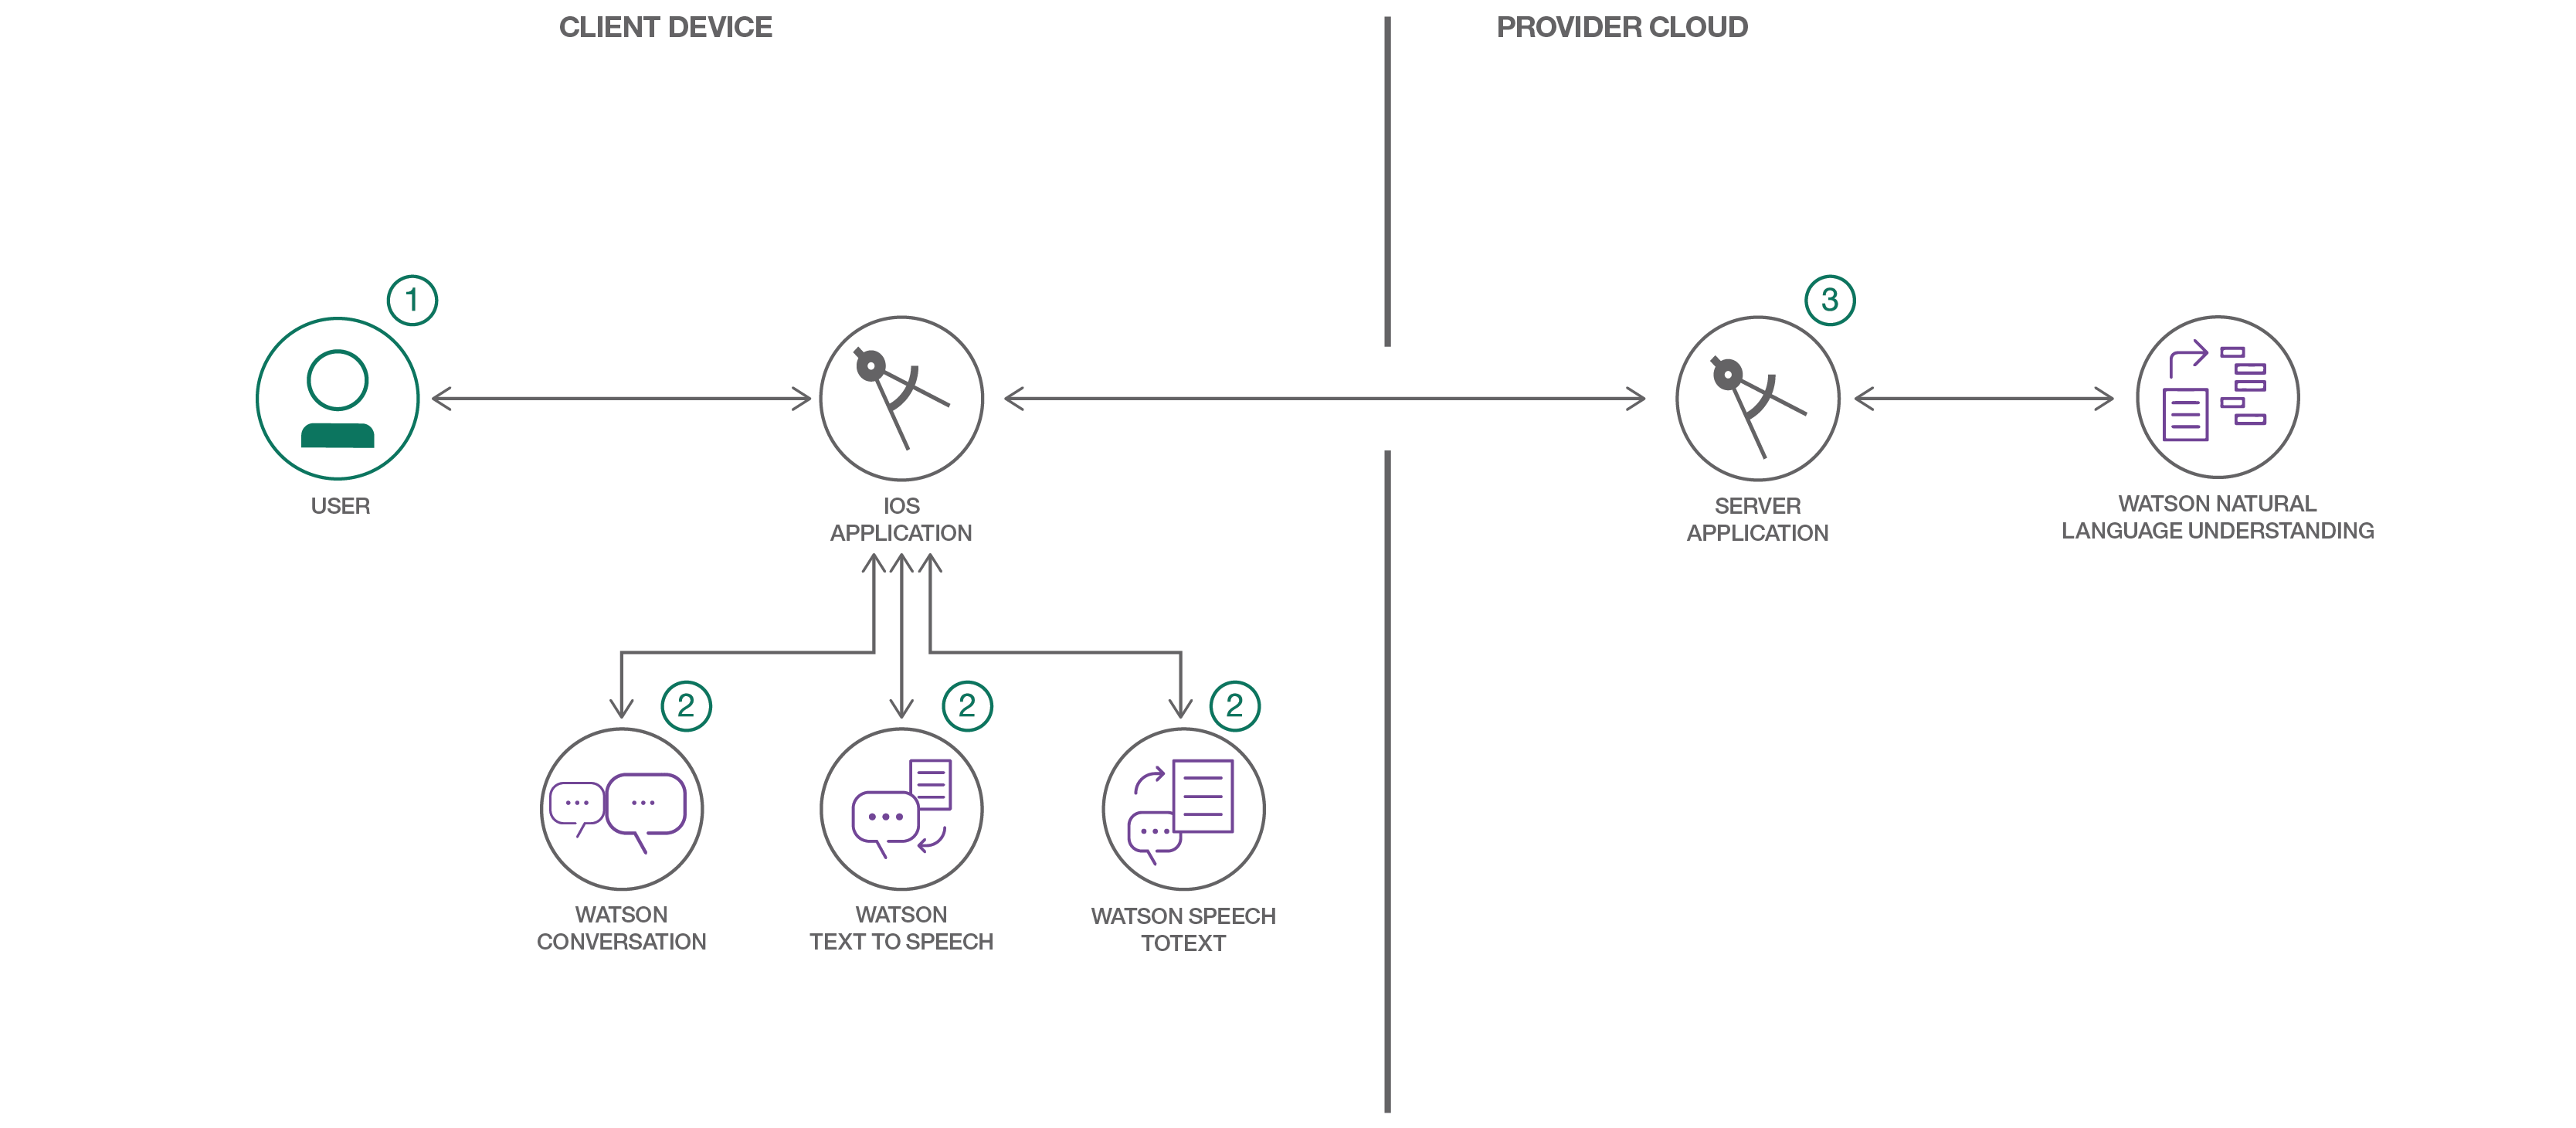 CLIENT DEVICE
PROVIDER CLOUD
1
3
USER
IOS
APPLICATION
SERVER
APPLICATION
WATSON NATURAL
LANGUAGE UNDERSTANDING
2
2
2
WATSON
CONVERSATION
WATSON
TEXT TO SPEECH
WATSON SPEECH
TOTEXT